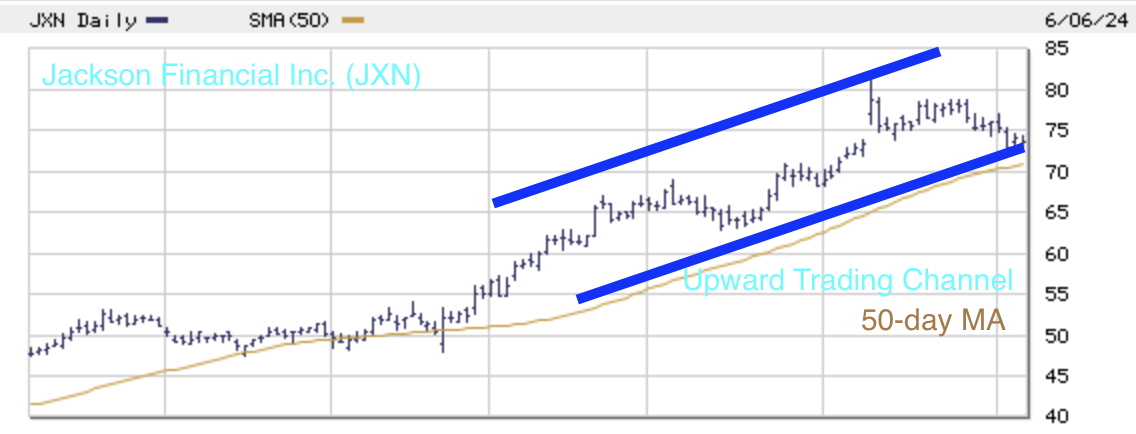 JXN Daily SMA(50) 6/06/24
Jackson Financial Inc. (JXN)
85
80
75
70
65
60
55
50
45
40
Upward Trading Channel
50-day MA